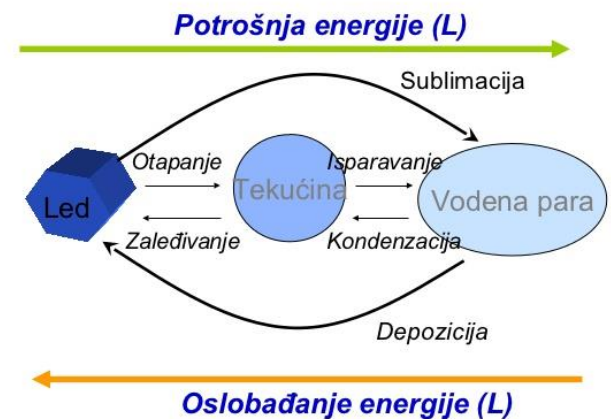 Potrošnja energije (L)
Sublimacija
Otapanje
Isparavanje
Led
Tekućina
Vodena para
Zaleđivanje
Kondenzacija
Depozicija
Oslobađanje energije (L)